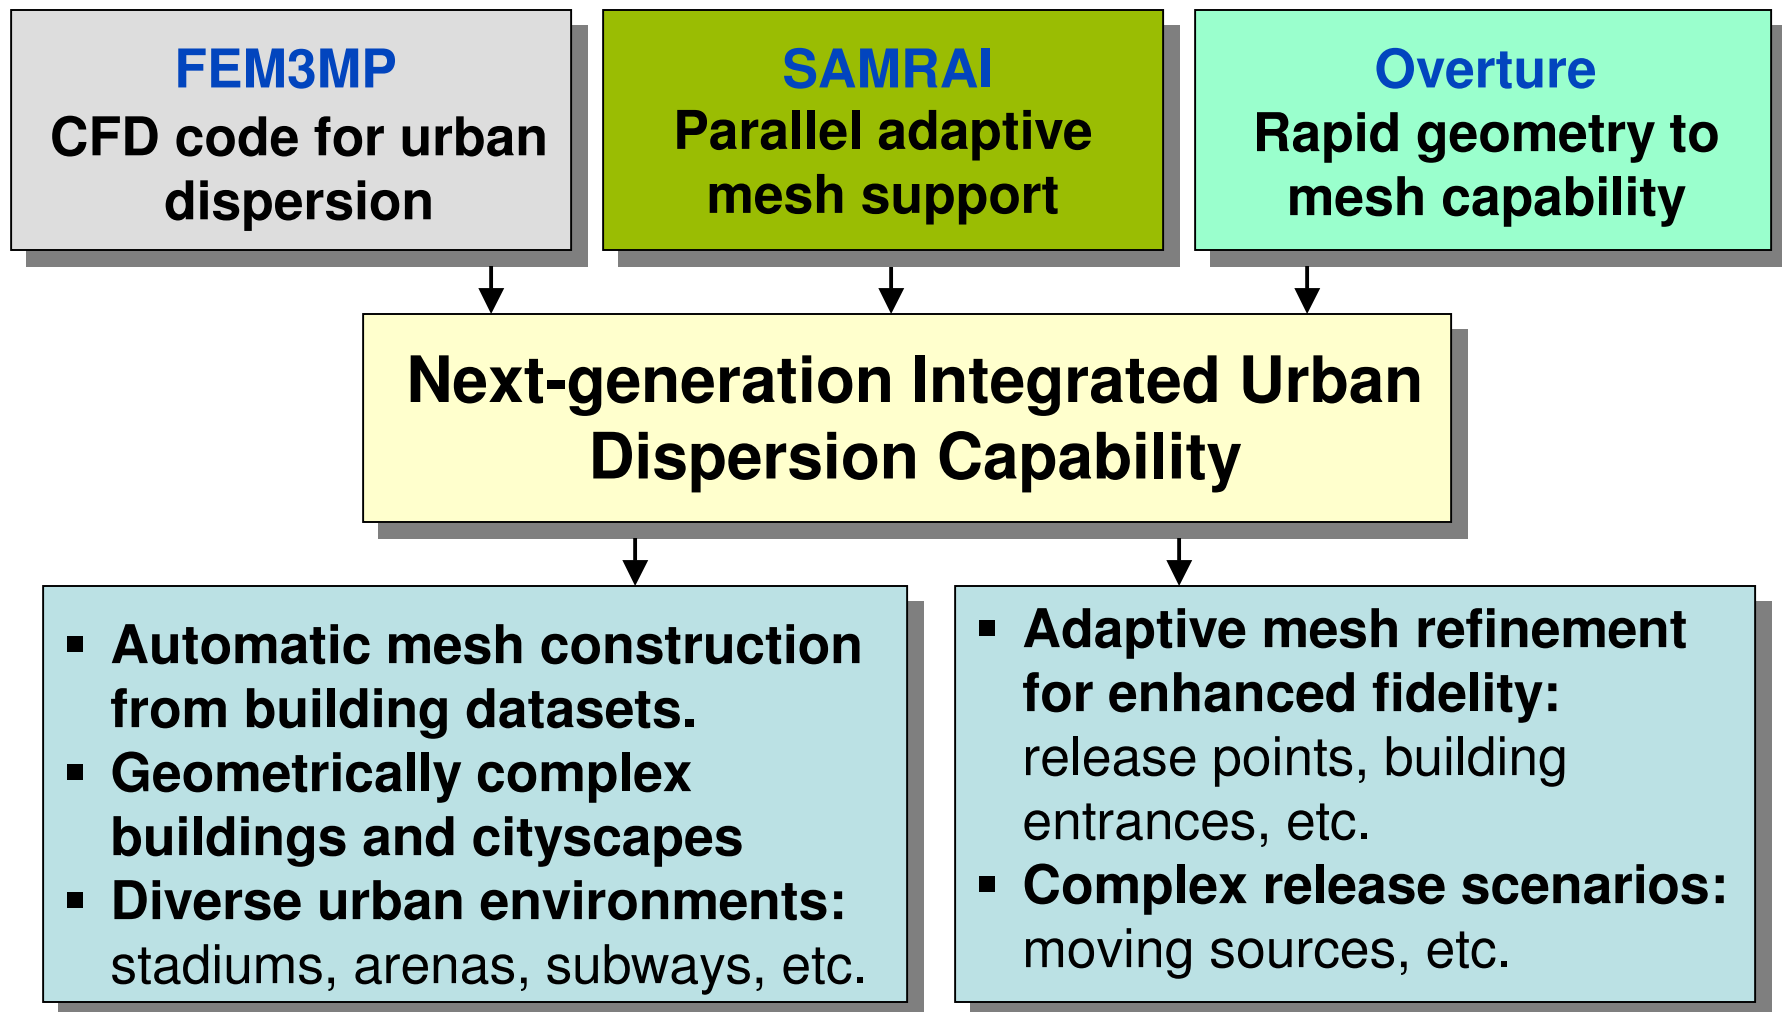 FEM3MP
CFD code for urban
dispersion
SAMRAI
Parallel adaptive
mesh support
Overture
Rapid geometry to
mesh capability
Next-generation Integrated Urban
Dispersion Capability
▪ Automatic mesh construction
from building datasets.
▪ Geometrically complex
buildings and cityscapes
▪ Diverse urban environments:
stadiums, arenas, subways, etc.
▪ Adaptive mesh refinement
for enhanced fidelity:
release points, building
entrances, etc.
▪ Complex release scenarios:
moving sources, etc.